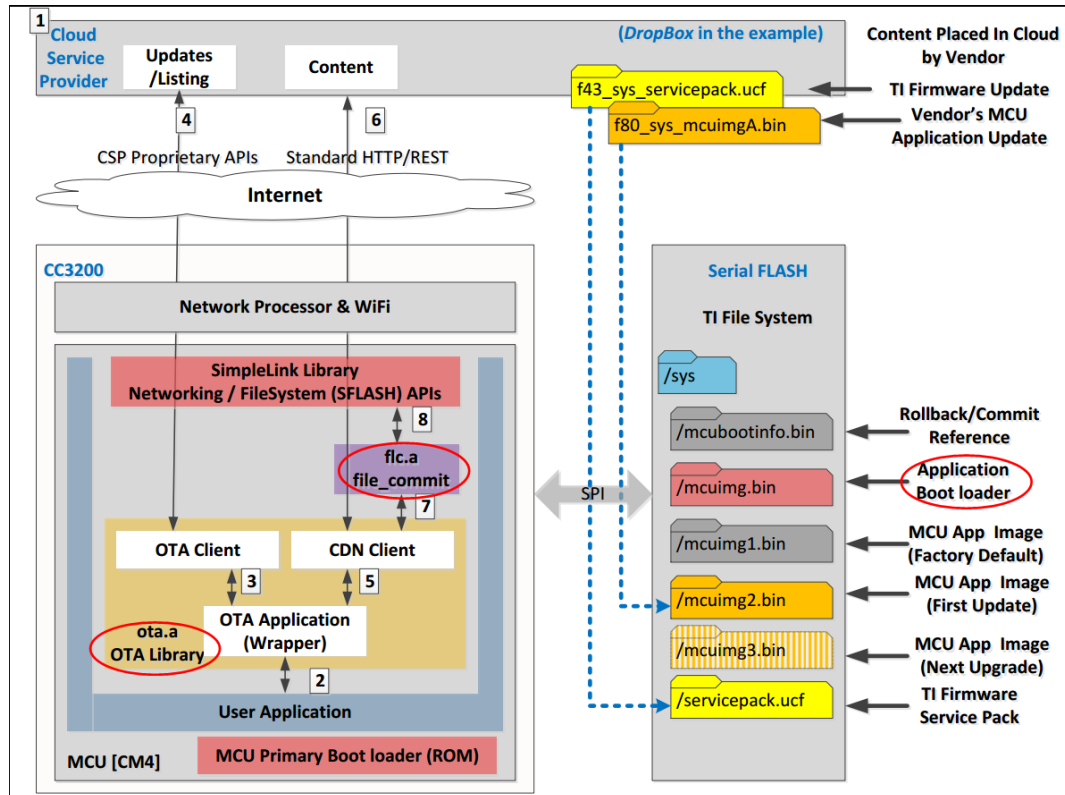 1
Cloud
Service
Provider
Updates
/Listing
Content
(DropBox in the example)
f43_sys_servicepack.ucf
f80_sys_mcuimgA.bin
Content Placed In Cloud
by Vendor
TI Firmware Update
Vendor's MCU
Application Update
4
6
CSP Proprietary APIs
Standard HTTP/REST
Internet
CC3200
Network Processor & WiFi
SimpleLink Library
Networking / FileSystem (SFLASH) APIs
8
flc.a
file_commit
7
OTA Client
CDN Client
3
5
OTA Application
(Wrapper)
ota.a
OTA Library
2
User Application
MCU Primary Boot loader (ROM)
MCU [CM4]
SPI
Serial FLASH
TI File System
/sys
/mcubootinfo.bin
Rollback/Commit
Reference
/mcuimg.bin
Application
Boot loader
/mcuimg1.bin
MCU App Image
(Factory Default)
/mcuimg2.bin
MCU App Image
(First Update)
/mcuimg3.bin
MCU App Image
(Next Upgrade)
/servicepack.ucf
TI Firmware
Service Pack